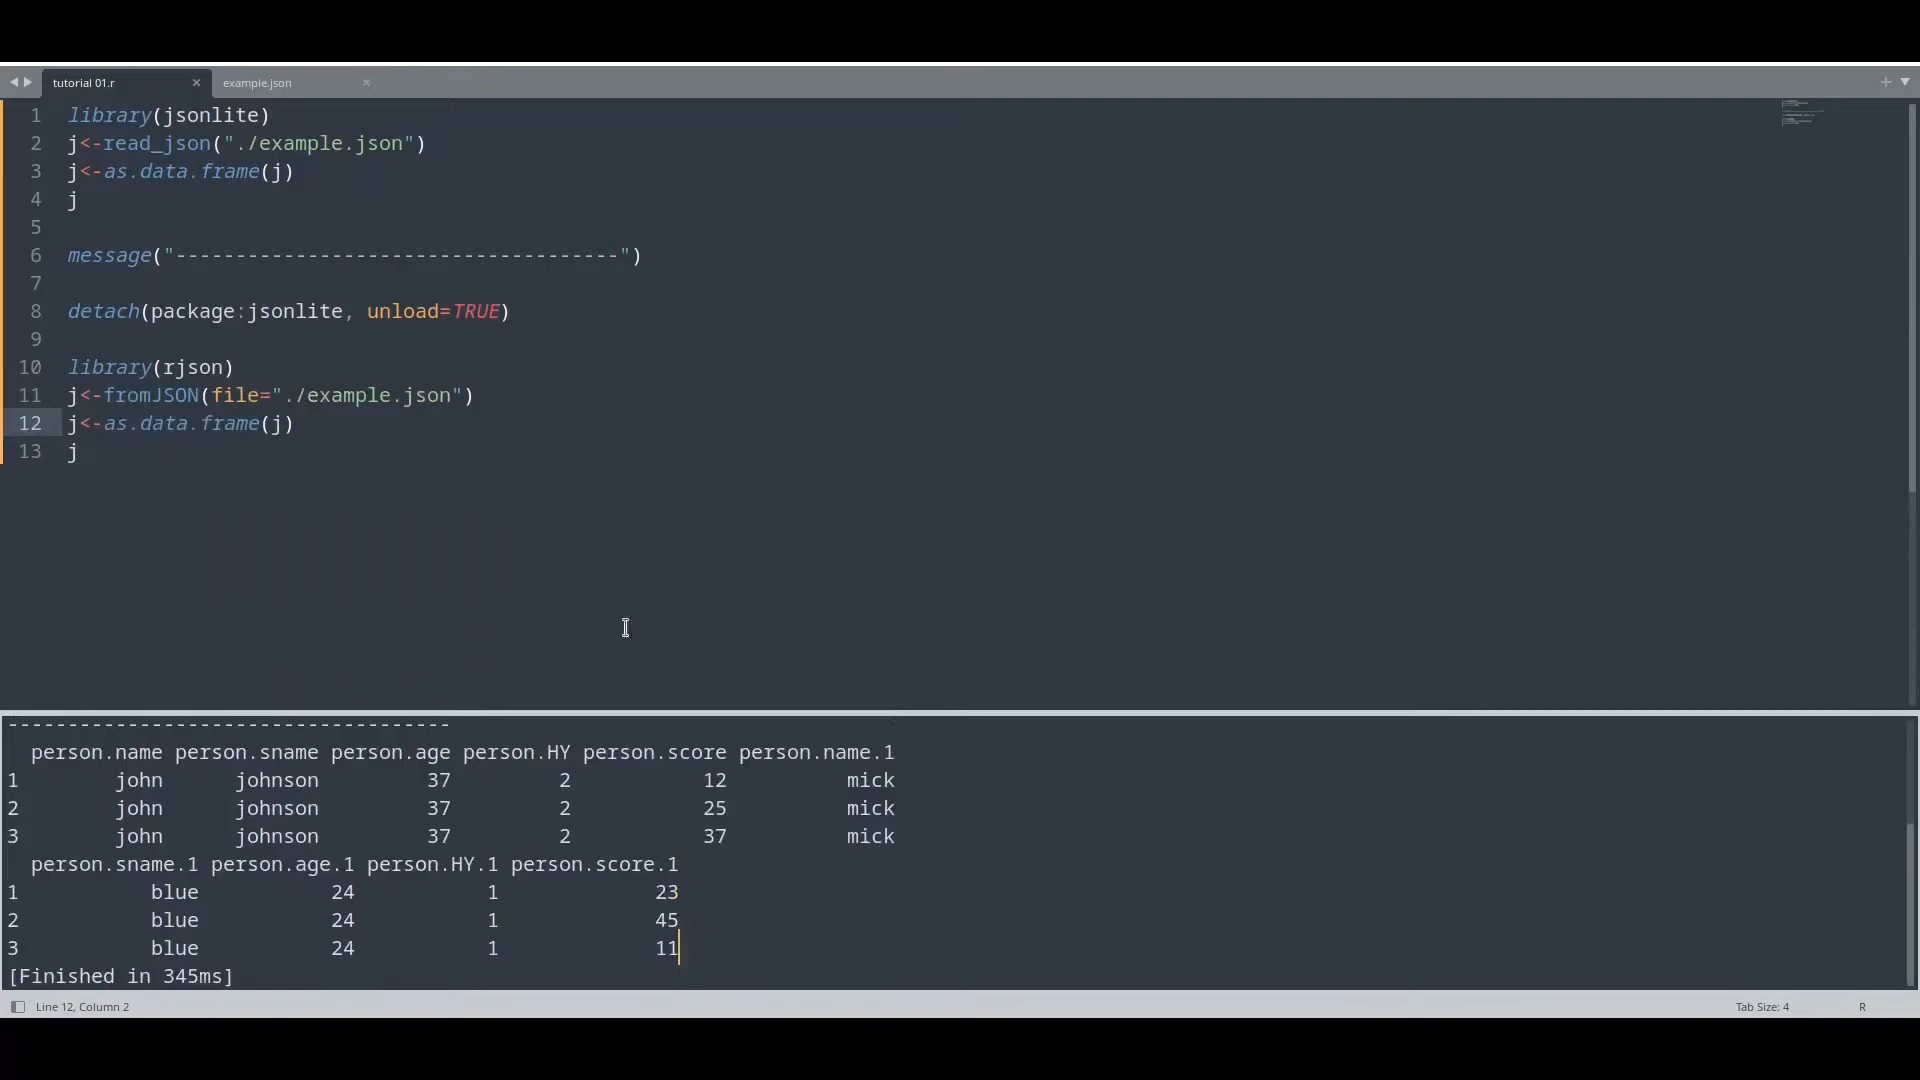 tutorial 01.r
example.json
1 library(jsonlite)
2 j<-read_json("./example.json")
3 j<-as.data.frame(j)
4 j
5
6 message("-------------------------------------")
7
8 detach(package:jsonlite, unload=TRUE)
9
10 library(rjson)
11 j<-fromJSON(file="./example.json")
12 j<-as.data.frame(j)
13 j
-------------------------------------
person.name person.sname person.age person.HY person.score person.name.1
1 john johnson 37 2 12 mick
2 john johnson 37 2 25 mick
3 john johnson 37 2 37 mick
person.sname.1 person.age.1 person.HY.1 person.score.1
1 blue 24 1 23
2 blue 24 1 45
3 blue 24 1 11
[Finished in 345ms]
Line 12, Column 2
Tab Size: 4
R